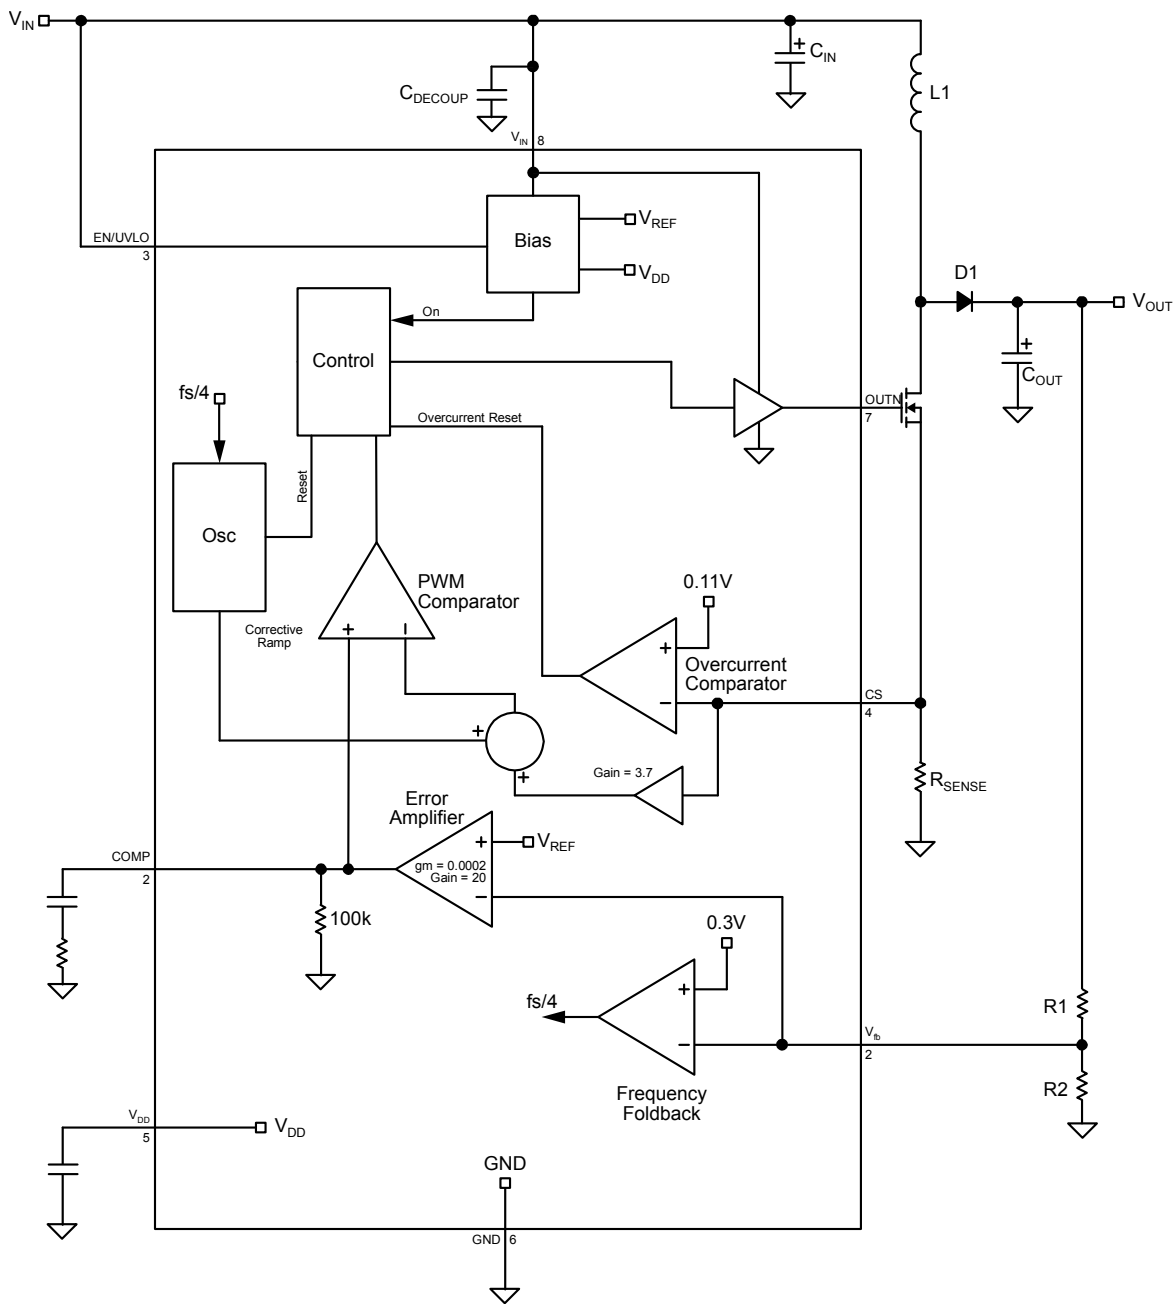 VIN
CIN
L1
CDECOUP
VIN 8
EN/UVLO
3
Bias
VREF
VDD
On
D1
VOUT
COUT
Control
fs/4
OUTN
7
Overcurrent Reset
Reset
Osc
PWM
Comparator
Corrective
Ramp
0.11V
Overcurrent
Comparator
CS
4
Gain = 3.7
RSENSE
Error
Amplifier
VREF
gm = 0.0002
Gain = 20
COMP
2
100k
0.3V
fs/4
R1
Vfb
2
Frequency
Foldback
R2
VDD
5
VDD
GND
GND 6